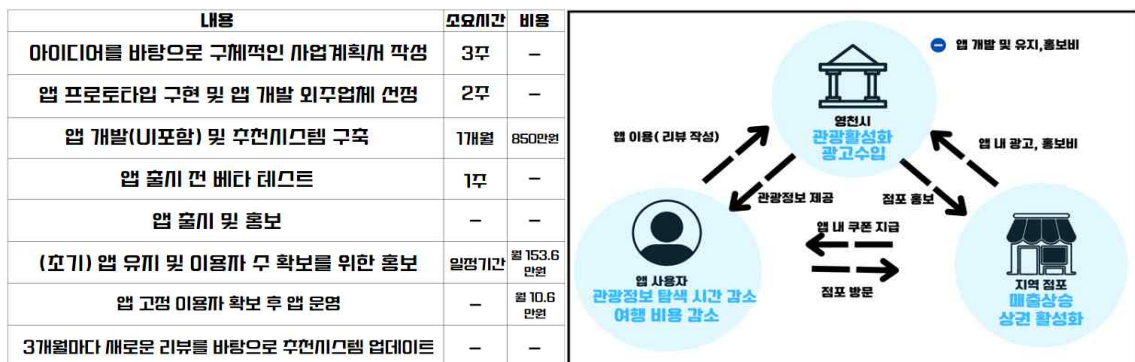 내용 소요시간 비용
아이디어를 바탕으로 구체적인 사업계획서 작성 3주 –
앱 프로토타입 구현 및 앱 개발 외주업체 선정 2주 –
앱 개발(UI포함) 및 추천시스템 구축 1개월 850만원
앱 출시 전 베타 테스트 1주 –
앱 출시 및 홍보 – –
(초기) 앱 유지 및 이용자 수 확보를 위한 홍보 일정기간 월 153.6
만원
앱 고정 이용자 확보 후 앱 운영 – 월 10.6
만원
3개월마다 새로운 리뷰를 바탕으로 추천시스템 업데이트 – –
앱 개발 및 유지,홍보비
영천시
관광활성화
광고수입
앱 이용( 리뷰 작성)
앱 내 광고, 홍보비
관광정보 제공
점포 홍보
앱 내 쿠폰 지급
점포 방문
앱 사용자
관광정보 탐색 시간 감소
여행 비용 감소
지역 점포
매출상승
상권 활성화